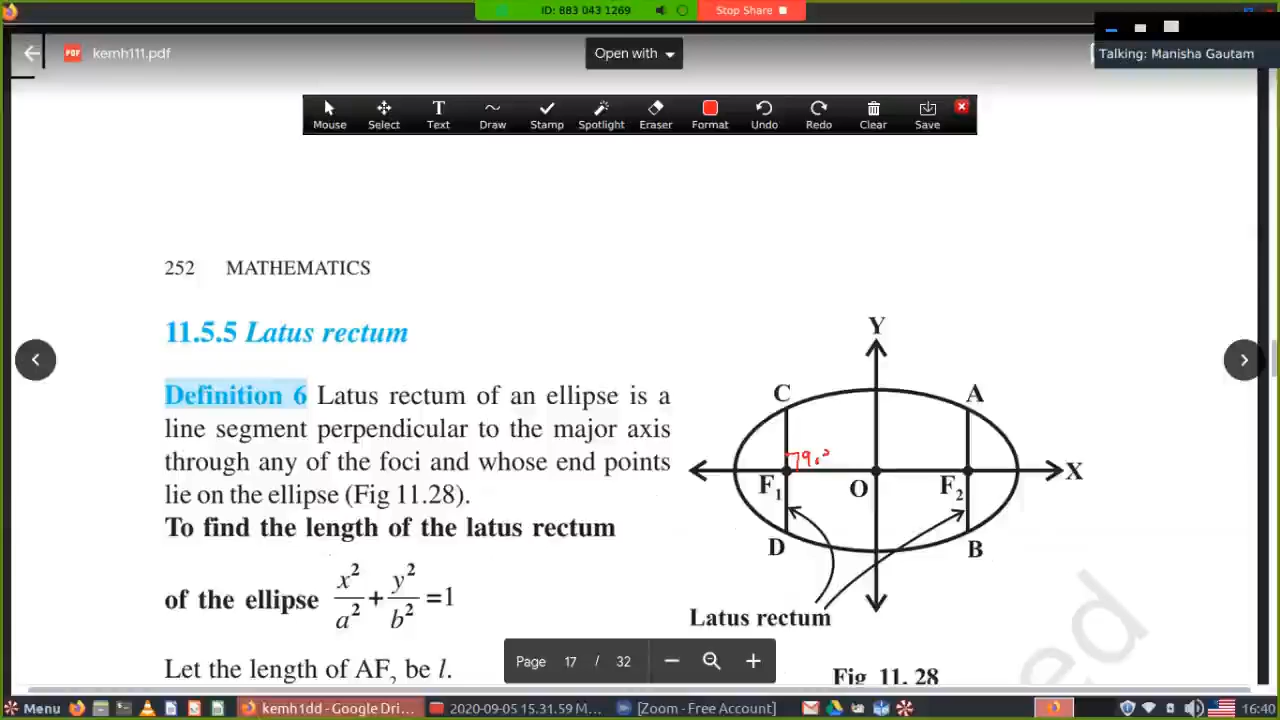 ID: 883 043 1269
Stop Share
PDF kemh111.pdf
Open with
Talking: Manisha Gautam
Mouse Select Text Draw Stamp Spotlight Eraser Format Undo Redo Clear Save
252 MATHEMATICS
11.5.5 Latus rectum
Definition 6 Latus rectum of an ellipse is a
line segment perpendicular to the major axis
through any of the foci and whose end points
lie on the ellipse (Fig 11.28).
To find the length of the latus rectum
of the ellipse x²/a² + y²/b² = 1
Let the length of AF, be l.
Y
C A
90°
X
F₁ O F₂
D B
Latus rectum
Fig 11. 28
ed
Page 17 / 32
Menu
kemh1dd - Google Dri...
2020-09-05 15.31.59 M...
[Zoom - Free Account]
16:40